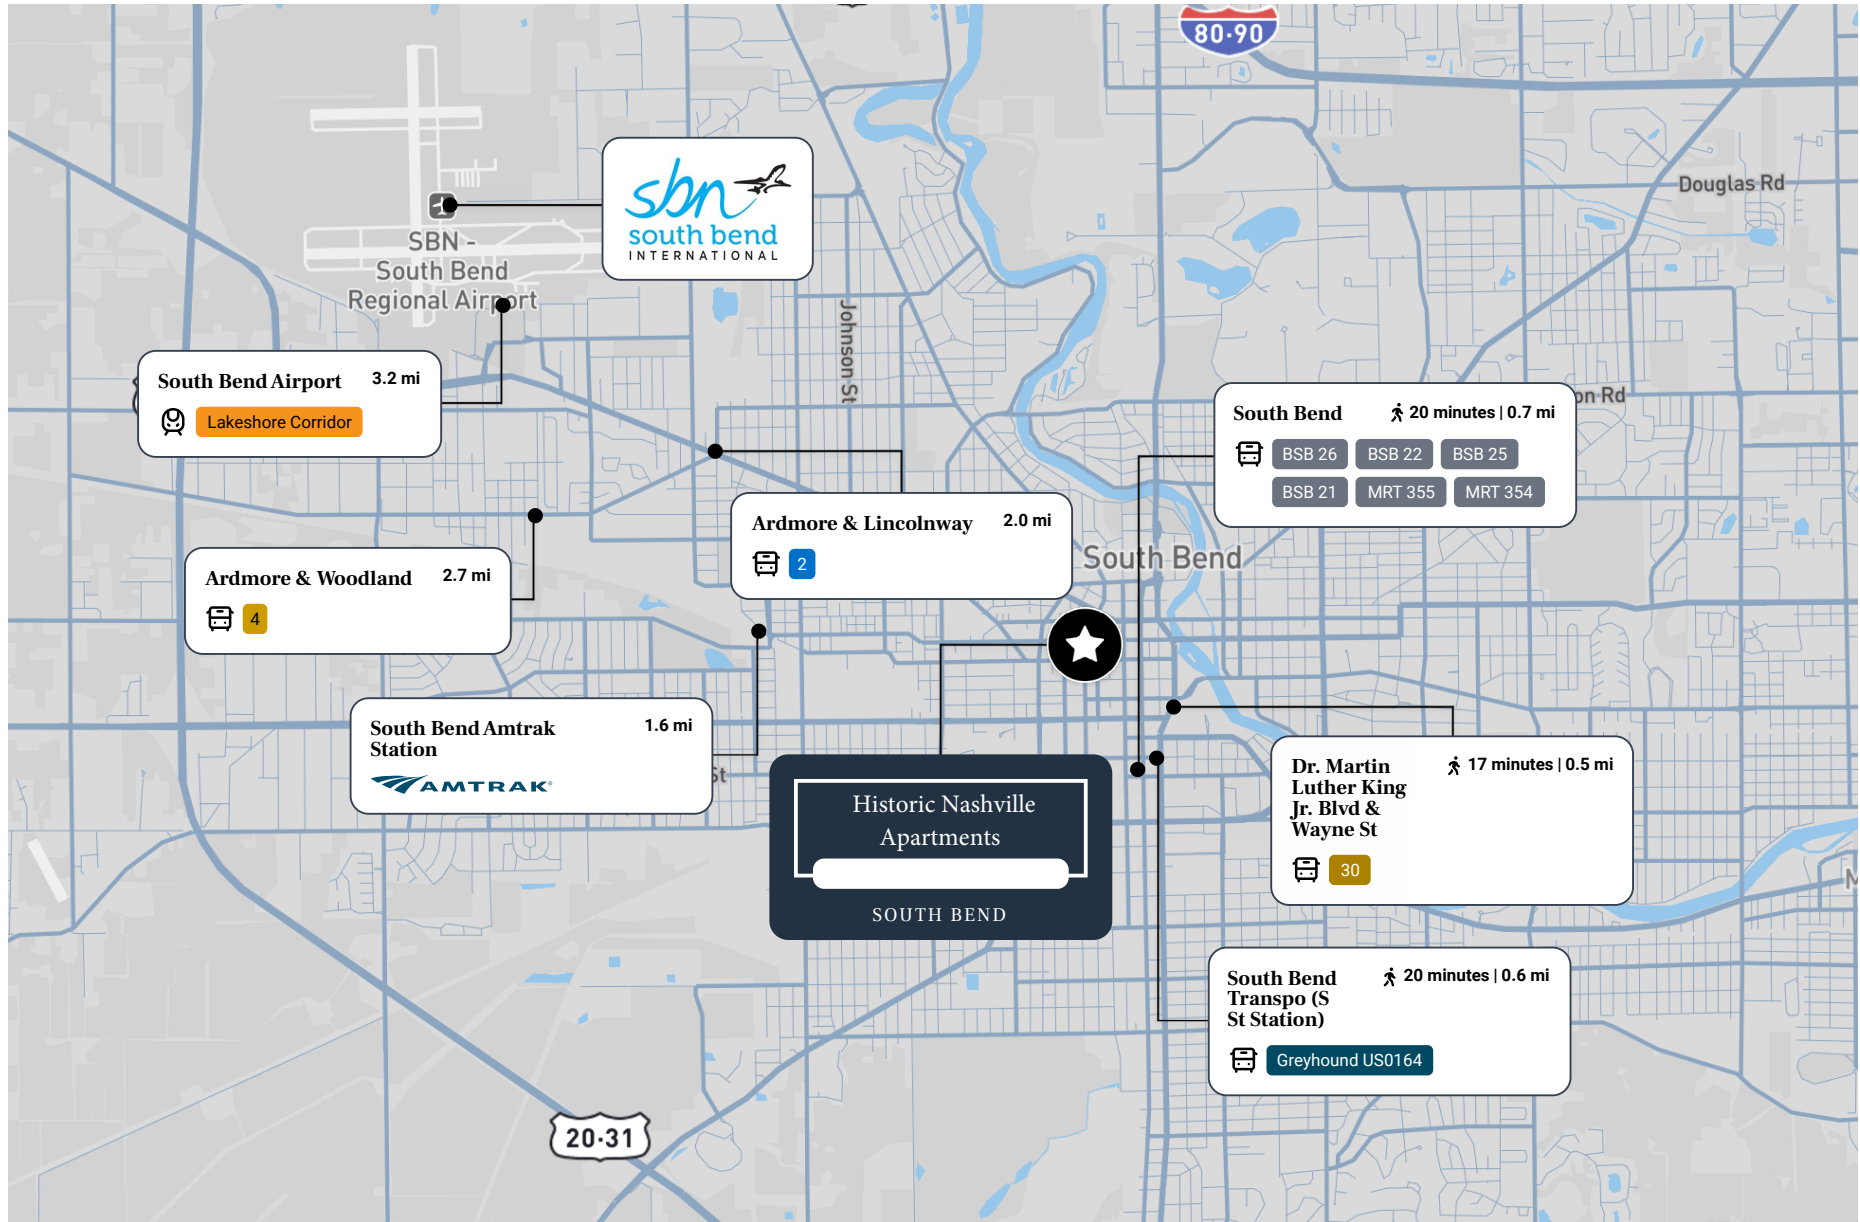 80·90
Douglas Rd
sbn
south bend
INTERNATIONAL
SBN -
South Bend
Regional Airport
Johnson St
South Bend Airport 3.2 mi
Lakeshore Corridor
on Rd
South Bend 20 minutes | 0.7 mi
BSB 26 BSB 22 BSB 25
BSB 21 MRT 355 MRT 354
Ardmore & Lincolnway 2.0 mi
2
South Bend
Ardmore & Woodland 2.7 mi
4
South Bend Amtrak
Station
1.6 mi
AMTRAK
St
Historic Nashville
Apartments
SOUTH BEND
Dr. Martin
Luther King
Jr. Blvd &
Wayne St
17 minutes | 0.5 mi
30
M
South Bend
Transpo (S
St Station)
20 minutes | 0.6 mi
Greyhound US0164
20·31